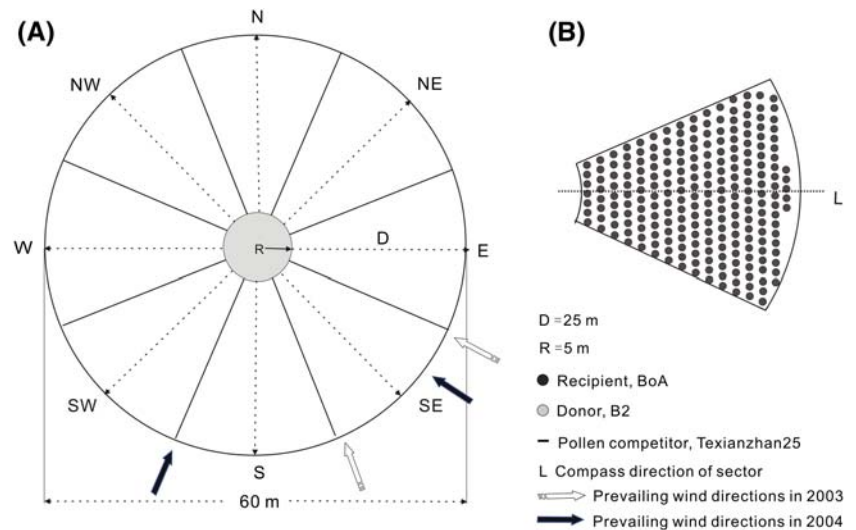 (A)
N
NW
NE
W
R
D
E
SW
SE
S
60 m
(B)
L
D =25 m
R =5 m
Recipient, BoA
Donor, B2
Pollen competitor, Texianzhan25
L Compass direction of sector
Prevailing wind directions in 2003
Prevailing wind directions in 2004